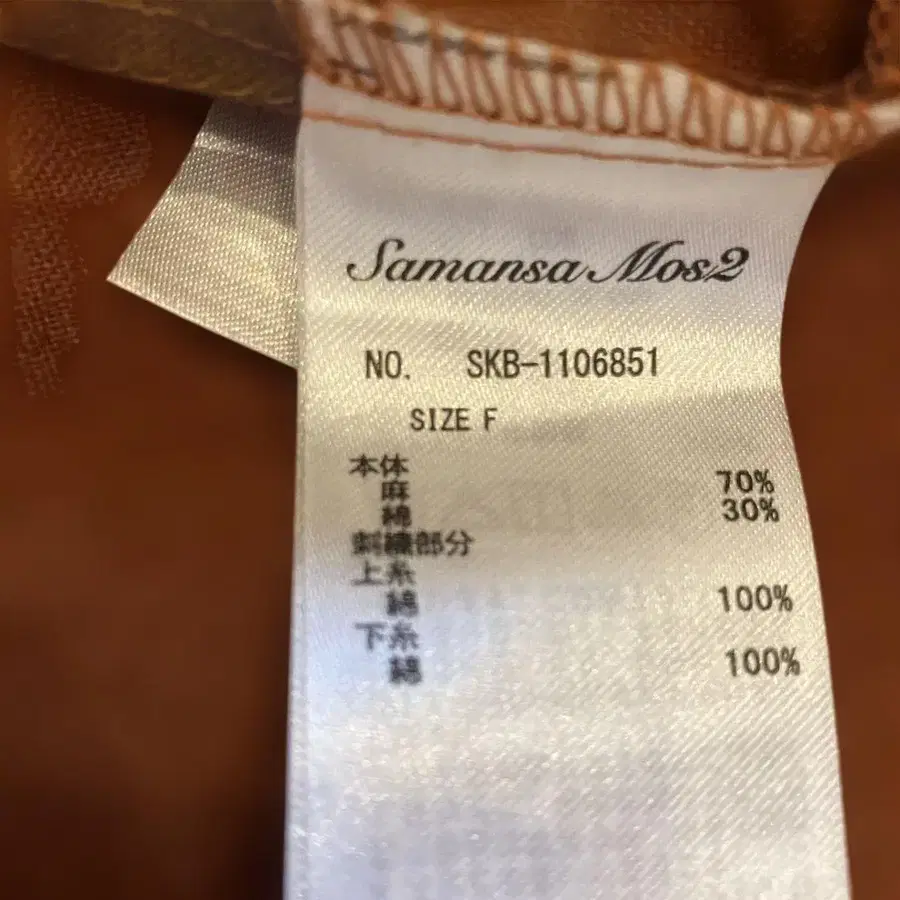 Samansa Mos2
NO. SKB-1106851
SIZE F
本体
麻 70%
綿 30%
刺繍部分
上糸
綿 100%
下糸
綿 100%